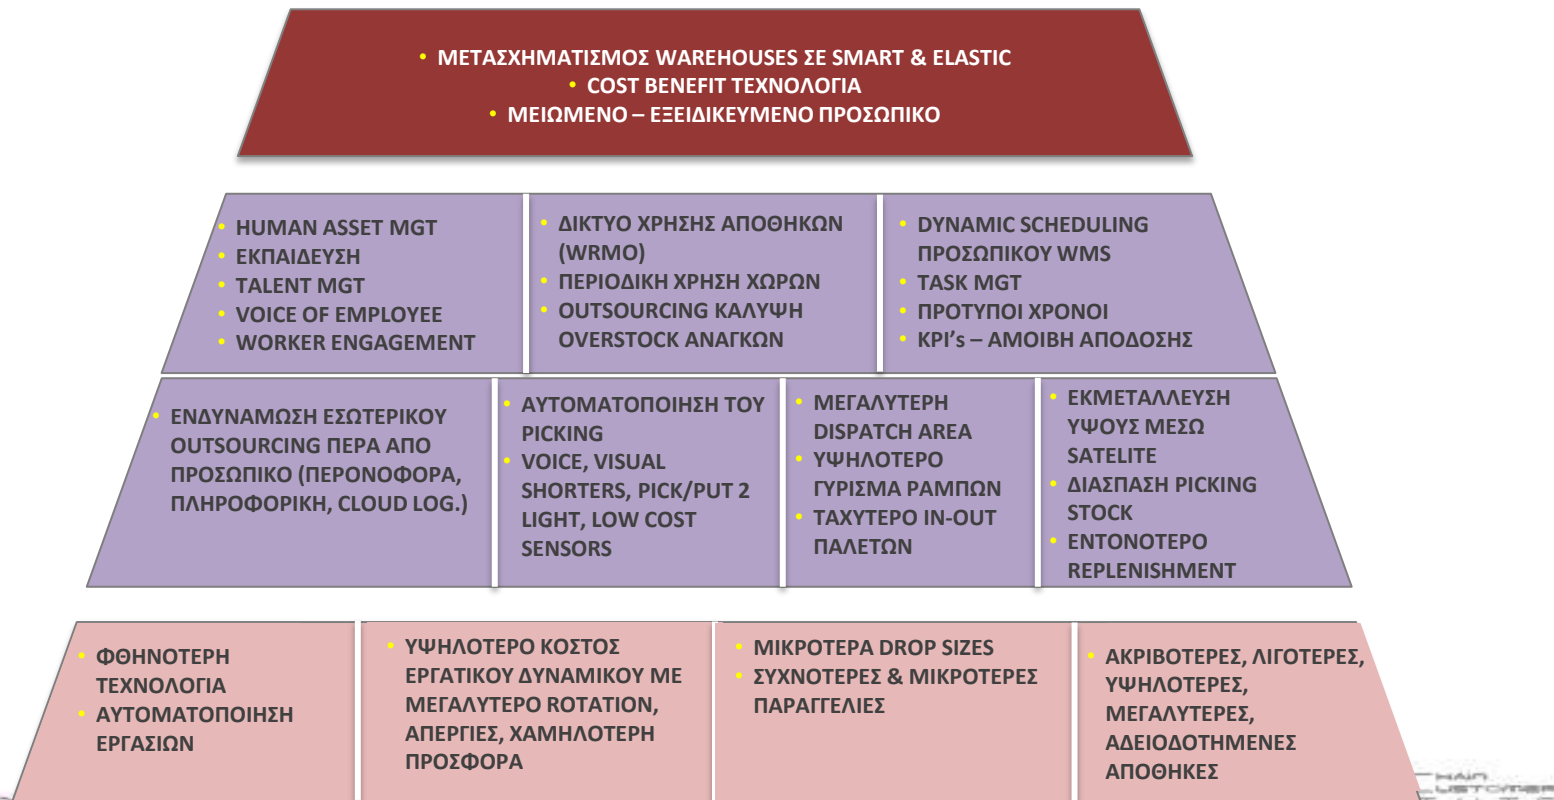 • ΜΕΤΑΣΧΗΜΑΤΙΣΜΟΣ WAREHOUSES ΣΕ SMART & ELASTIC
• COST BENEFIT ΤΕΧΝΟΛΟΓΙΑ
• ΜΕΙΩΜΕΝΟ – ΕΞΕΙΔΙΚΕΥΜΕΝΟ ΠΡΟΣΩΠΙΚΟ
• HUMAN ASSET MGT
• ΕΚΠΑΙΔΕΥΣΗ
• TALENT MGT
• VOICE OF EMPLOYEE
• WORKER ENGAGEMENT
• ΔΙΚΤΥΟ ΧΡΗΣΗΣ ΑΠΟΘΗΚΩΝ
(WRMO)
• ΠΕΡΙΟΔΙΚΗ ΧΡΗΣΗ ΧΩΡΩΝ
• OUTSOURCING ΚΑΛΥΨΗ
OVERSTOCK ΑΝΑΓΚΩΝ
• DYNAMIC SCHEDULING
ΠΡΟΣΩΠΙΚΟΥ WMS
• TASK MGT
• ΠΡΟΤΥΠΟΙ ΧΡΟΝΟΙ
• KPI's – ΑΜΟΙΒΗ ΑΠΟΔΟΣΗΣ
• ΕΝΔΥΝΑΜΩΣΗ ΕΣΩΤΕΡΙΚΟΥ
OUTSOURCING ΠΕΡΑ ΑΠΟ
ΠΡΟΣΩΠΙΚΟ (ΠΕΡΟΝΟΦΟΡΑ,
ΠΛΗΡΟΦΟΡΙΚΗ, CLOUD LOG.)
• ΑΥΤΟΜΑΤΟΠΟΙΗΣΗ ΤΟΥ
PICKING
• VOICE, VISUAL
SHORTERS, PICK/PUT 2
LIGHT, LOW COST
SENSORS
• ΜΕΓΑΛΥΤΕΡΗ
DISPATCH AREA
• ΥΨΗΛΟΤΕΡΟ
ΓΥΡΙΣΜΑ ΡΑΜΠΩΝ
• ΤΑΧΥΤΕΡΟ IN-OUT
ΠΑΛΕΤΩΝ
• ΕΚΜΕΤΑΛΛΕΥΣΗ
ΥΨΟΥΣ ΜΕΣΩ
SATELITE
• ΔΙΑΣΠΑΣΗ PICKING
STOCK
• ΕΝΤΟΝΟΤΕΡΟ
REPLENISHMENT
• ΦΘΗΝΟΤΕΡΗ
ΤΕΧΝΟΛΟΓΙΑ
• ΑΥΤΟΜΑΤΟΠΟΙΗΣΗ
ΕΡΓΑΣΙΩΝ
• ΥΨΗΛΟΤΕΡΟ ΚΟΣΤΟΣ
ΕΡΓΑΤΙΚΟΥ ΔΥΝΑΜΙΚΟΥ ΜΕ
ΜΕΓΑΛΥΤΕΡΟ ROTATION,
ΑΠΕΡΓΙΕΣ, ΧΑΜΗΛΟΤΕΡΗ
ΠΡΟΣΦΟΡΑ
• ΜΙΚΡΟΤΕΡΑ DROP SIZES
• ΣΥΧΝΟΤΕΡΕΣ & ΜΙΚΡΟΤΕΡΕΣ
ΠΑΡΑΓΓΕΛΙΕΣ
• ΑΚΡΙΒΟΤΕΡΕΣ, ΛΙΓΟΤΕΡΕΣ,
ΥΨΗΛΟΤΕΡΕΣ,
ΜΕΓΑΛΥΤΕΡΕΣ,
ΑΔΕΙΟΔΟΤΗΜΕΝΕΣ
ΑΠΟΘΗΚΕΣ